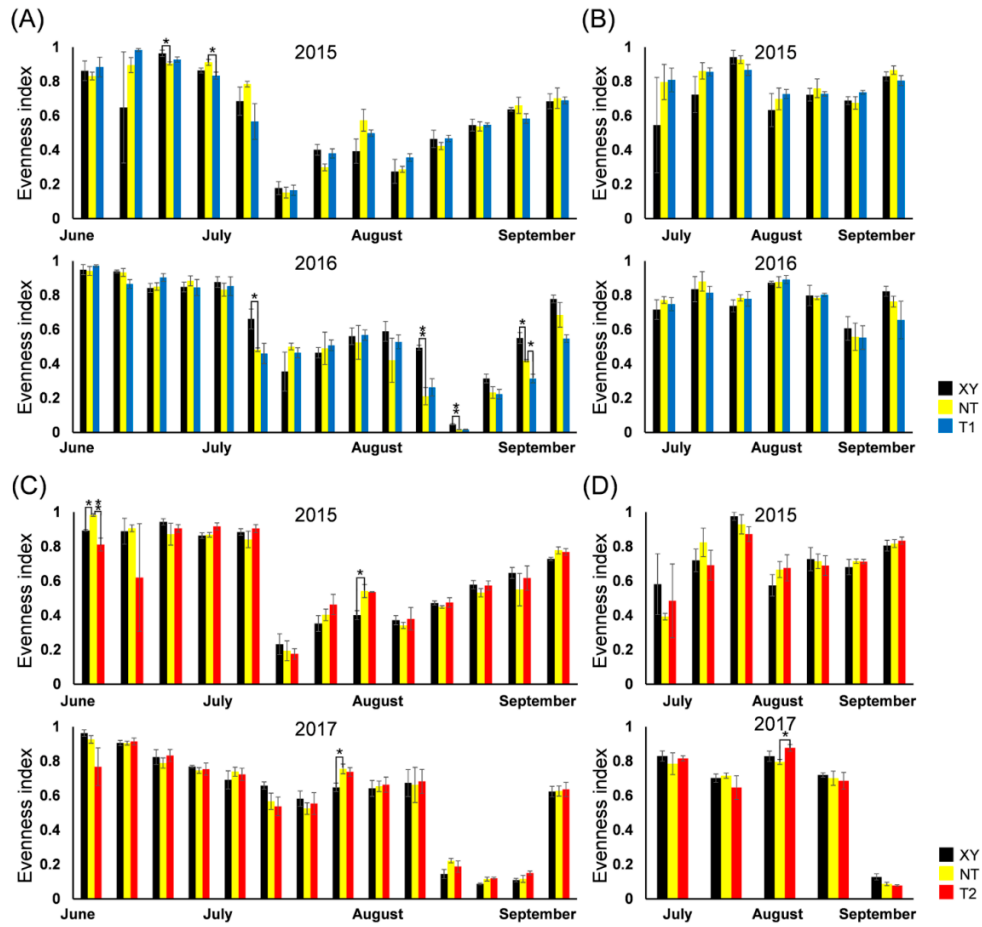 (A)
(B)
2015
2015
Evenness index
1
0.8
0.6
0.4
0.2
0
June
July
August
September
Evenness index
1
0.8
0.6
0.4
0.2
0
July
August
September
*
*
2016
2016
Evenness index
1
0.8
0.6
0.4
0.2
0
June
July
August
September
*
**
**
*
*
Evenness index
1
0.8
0.6
0.4
0.2
0
July
August
September
XY
NT
T1
(C)
(D)
2015
2015
Evenness index
1
0.8
0.6
0.4
0.2
0
June
July
August
September
*
**
*
Evenness index
1
0.8
0.6
0.4
0.2
0
July
August
September
2017
2017
Evenness index
1
0.8
0.6
0.4
0.2
0
June
July
August
September
*
Evenness index
1
0.8
0.6
0.4
0.2
0
July
August
September
*
XY
NT
T2